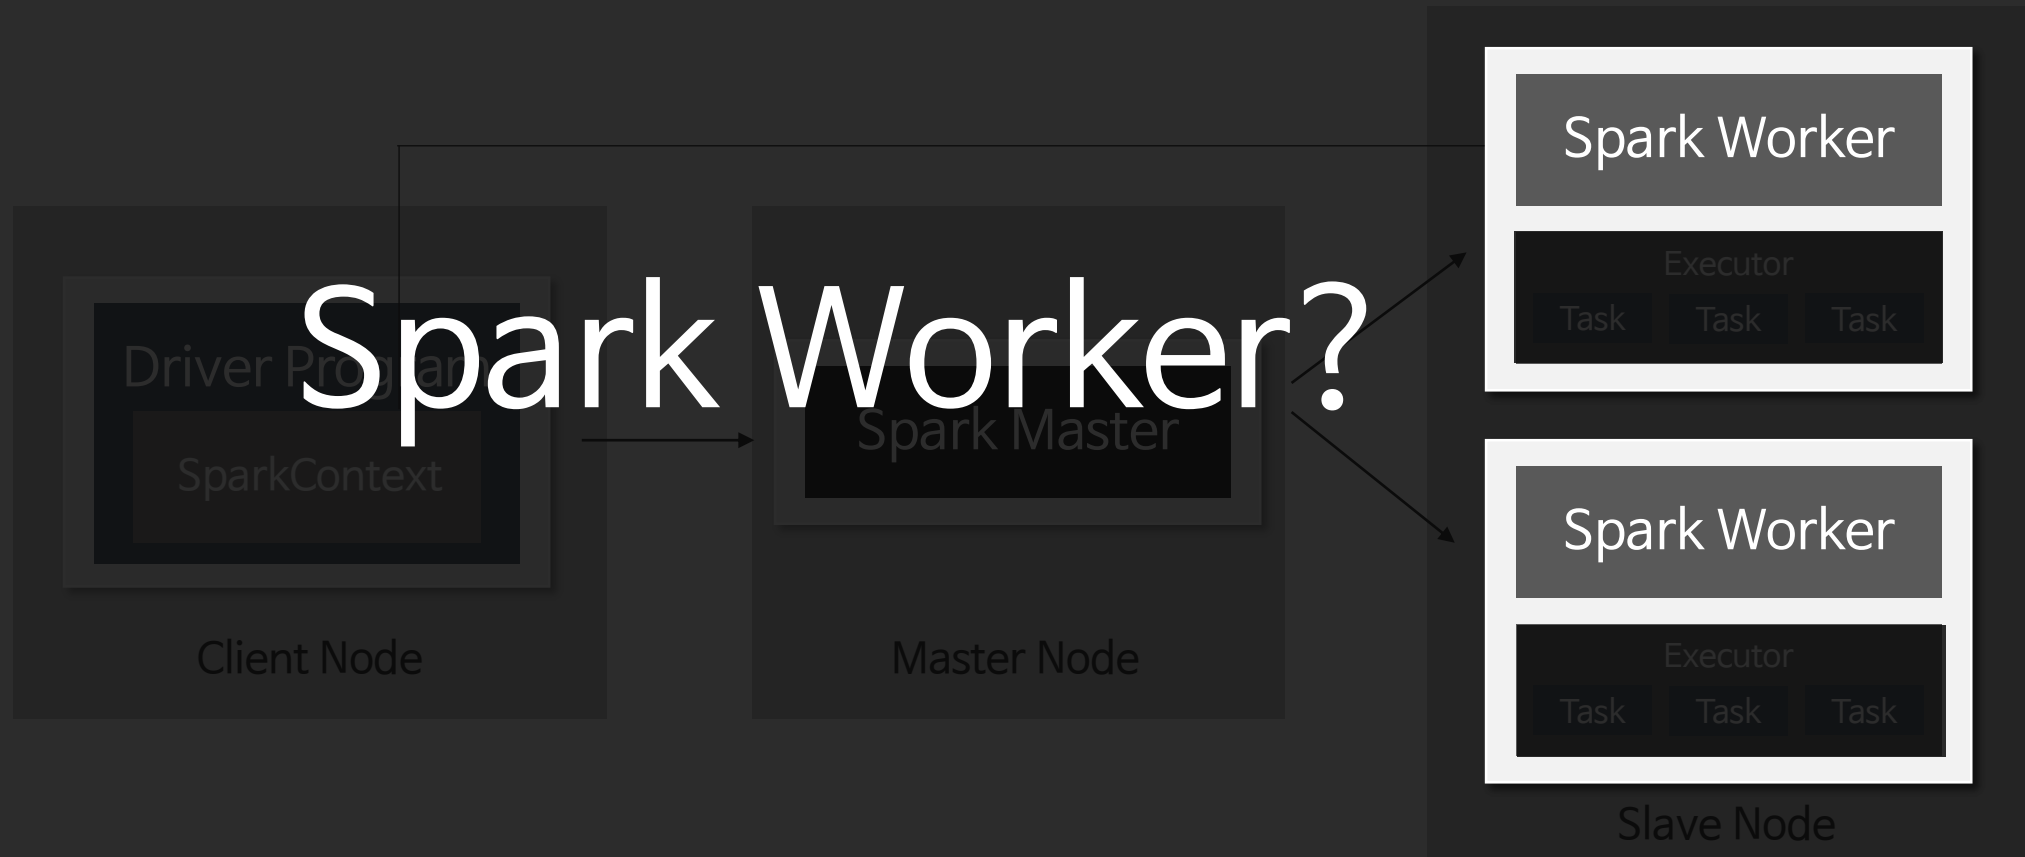 Spark Worker?
Driver Program
SparkContext
Client Node
Spark Master
Master Node
Spark Worker
Executor
Task Task Task
Spark Worker
Executor
Task Task Task
Slave Node